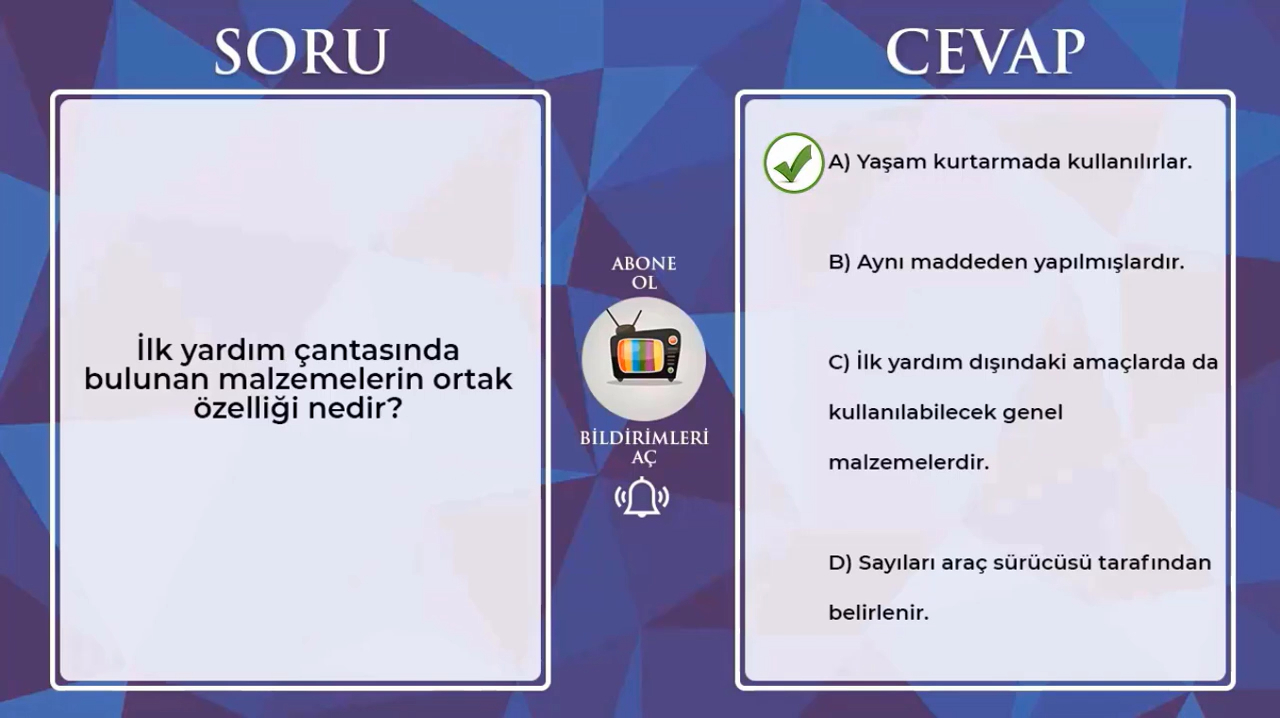 SORU
İlk yardım çantasında
bulunan malzemelerin ortak
özelliği nedir?
ABONE
OL
BİLDİRİMLERİ
AÇ
CEVAP
A) Yaşam kurtarmada kullanılırlar.
B) Aynı maddeden yapılmışlardır.
C) İlk yardım dışındaki amaçlarda da
kullanılabilecek genel
malzemelerdir.
D) Sayıları araç sürücüsü tarafından
belirlenir.